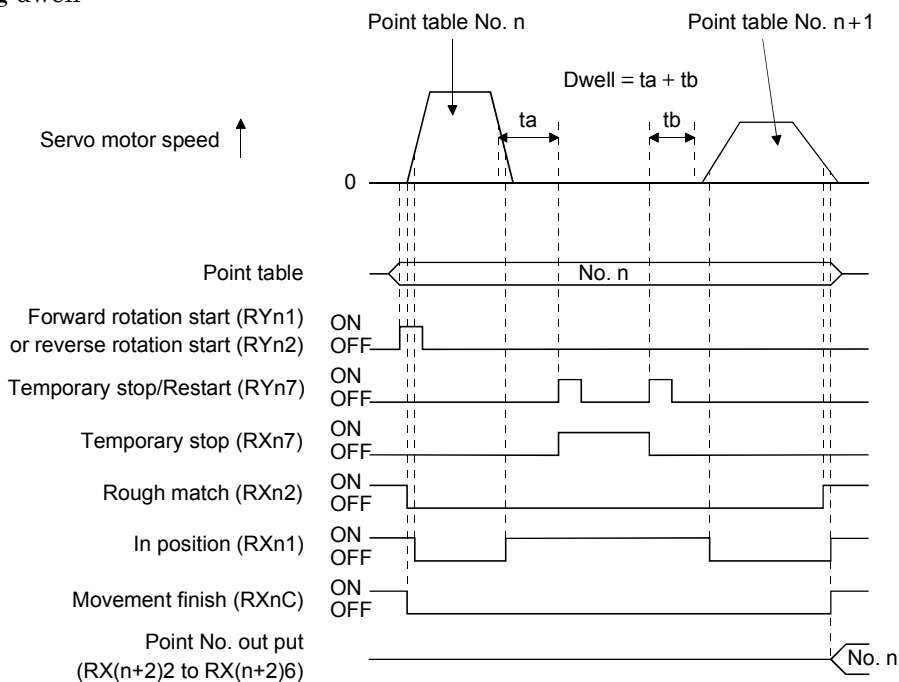 g dwell
Point table No. n
Point table No. n+1
Dwell = ta + tb
ta
tb
Servo motor speed
0
Point table
No. n
Forward rotation start (RYn1)
or reverse rotation start (RYn2)
ON
OFF
Temporary stop/Restart (RYn7)
ON
OFF
Temporary stop (RXn7)
ON
OFF
Rough match (RXn2)
ON
OFF
In position (RXn1)
ON
OFF
Movement finish (RXnC)
ON
OFF
Point No. out put
(RX(n+2)2 to RX(n+2)6)
No. n